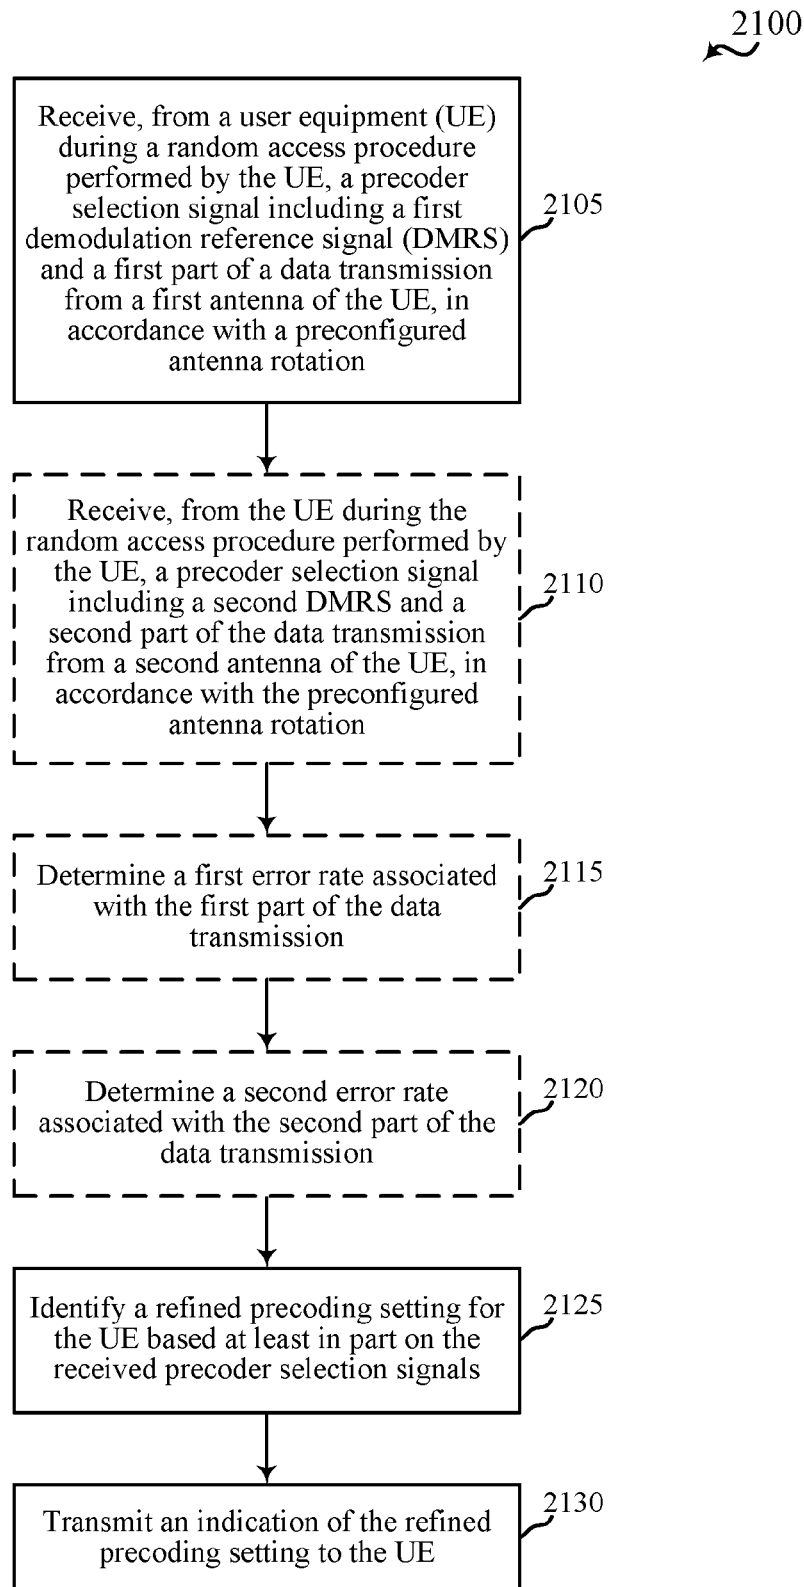 2100
Receive, from a user equipment (UE)
during a random access procedure
performed by the UE, a precoder
selection signal including a first
demodulation reference signal (DMRS)
and a first part of a data transmission
from a first antenna of the UE, in
accordance with a preconfigured
antenna rotation
2105
Receive, from the UE during the
random access procedure performed by
the UE, a precoder selection signal
including a second DMRS and a
second part of the data transmission
from a second antenna of the UE, in
accordance with the preconfigured
antenna rotation
2110
Determine a first error rate associated
with the first part of the data
transmission
2115
Determine a second error rate
associated with the second part of the
data transmission
2120
Identify a refined precoding setting for
the UE based at least in part on the
received precoder selection signals
2125
Transmit an indication of the refined
precoding setting to the UE
2130